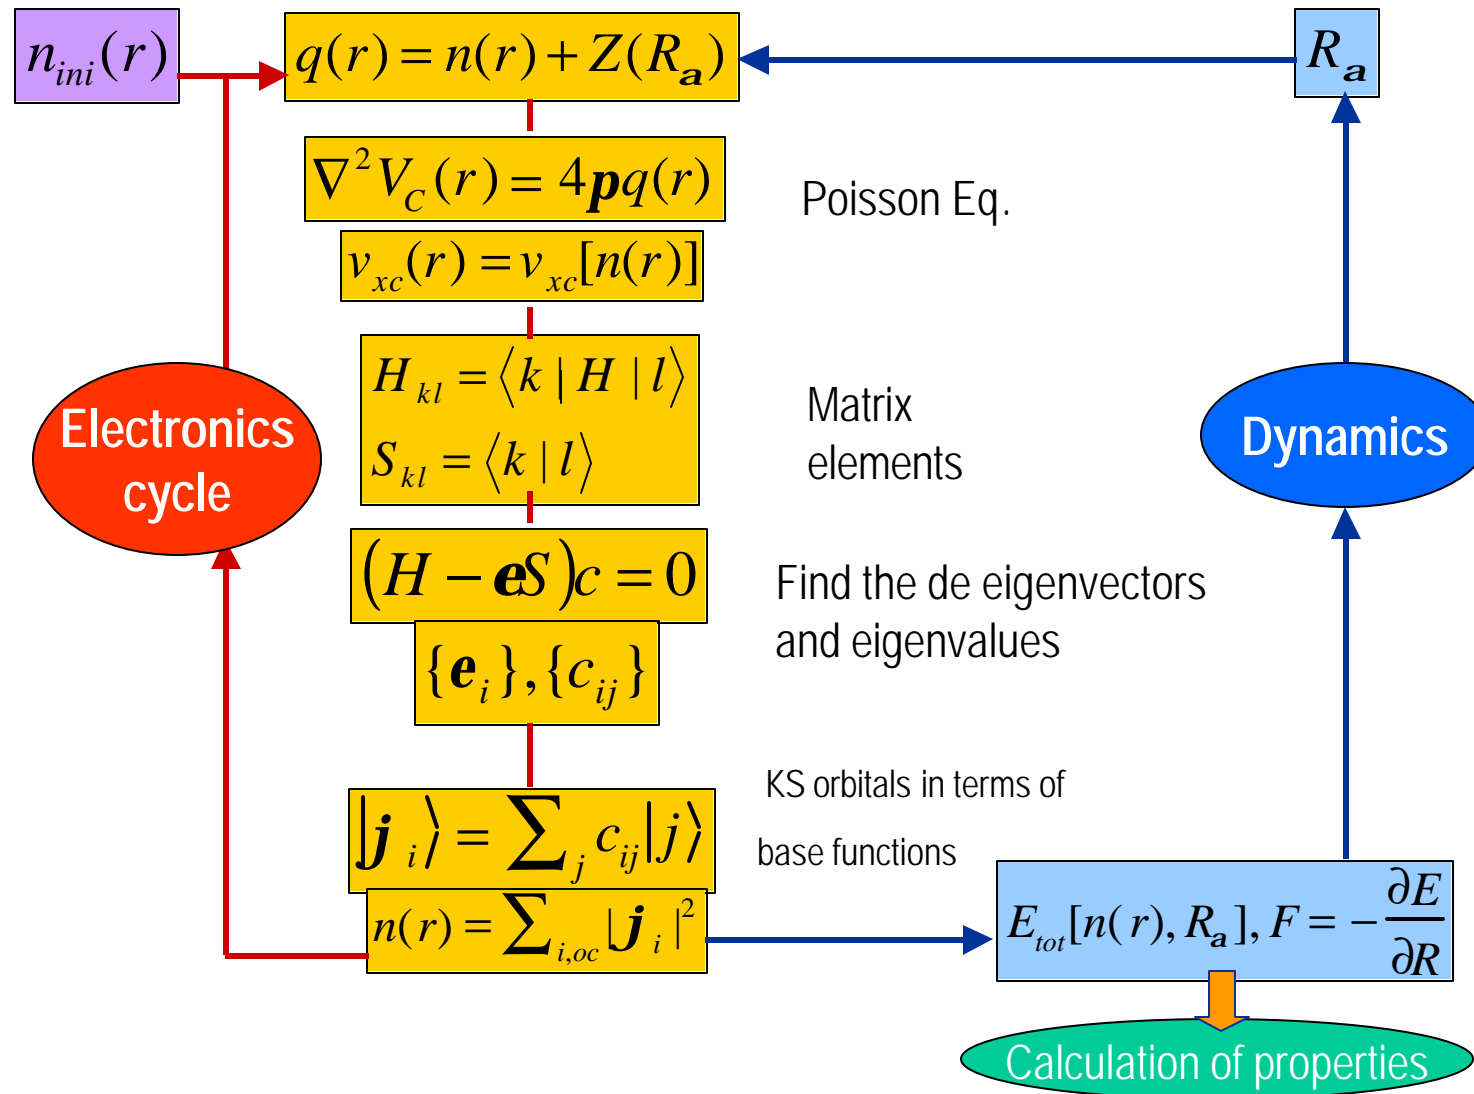 n_ini(r)
q(r) = n(r) + Z(R_a)
R_a
∇²V_C(r) = 4pq(r)
Poisson Eq.
v_xc(r) = v_xc[n(r)]
H_kl = ⟨k | H | l⟩
S_kl = ⟨k | l⟩
Matrix
elements
Electronics
cycle
Dynamics
(H − eS)c = 0
Find the de eigenvectors
and eigenvalues
{e_i}, {c_ij}
KS orbitals in terms of
base functions
|j_i⟩ = ∑_j c_ij|j⟩
n(r) = ∑_i,oc |j_i|²
E_tot[n(r), R_a], F = −∂E/∂R
Calculation of properties